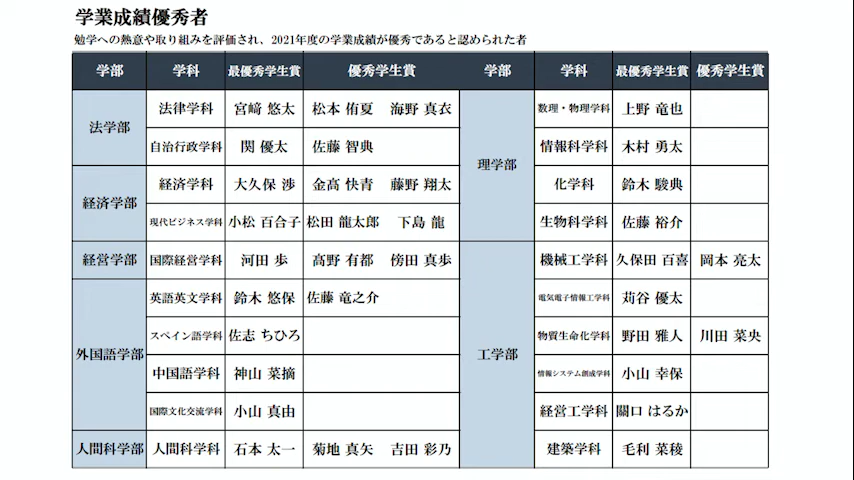 学業成績優秀者
勉学への熱意や取り組みを評価され、2021年度の学業成績が優秀であると認められた者
学部 学科 最優秀学生賞 優秀学生賞 学部 学科 最優秀学生賞 優秀学生賞
法学部 法律学科 宮﨑 悠太 松本 侑夏 海野 真衣 理学部 数理・物理学科 上野 竜也
自治行政学科 関 優太 佐藤 智典 情報科学科 木村 勇太
経済学部 経済学科 大久保 渉 金髙 快青 藤野 翔太 化学科 鈴木 駿典
現代ビジネス学科 小松 百合子 松田 龍太郎 下島 龍 生物科学科 佐藤 裕介
経営学部 国際経営学科 河田 歩 高野 有都 傍田 真歩 工学部 機械工学科 久保田 百喜 岡本 亮太
外国語学部 英語英文学科 鈴木 悠保 佐藤 竜之介 電気電子情報工学科 苅谷 優太
スペイン語学科 佐志 ちひろ 物質生命化学科 野田 雅人 川田 菜央
中国語学科 神山 菜摘 情報システム創成学科 小山 幸保
国際文化交流学科 小山 真由 経営工学科 關口 はるか
人間科学部 人間科学科 石本 太一 菊地 真矢 吉田 彩乃 建築学科 毛利 菜稜